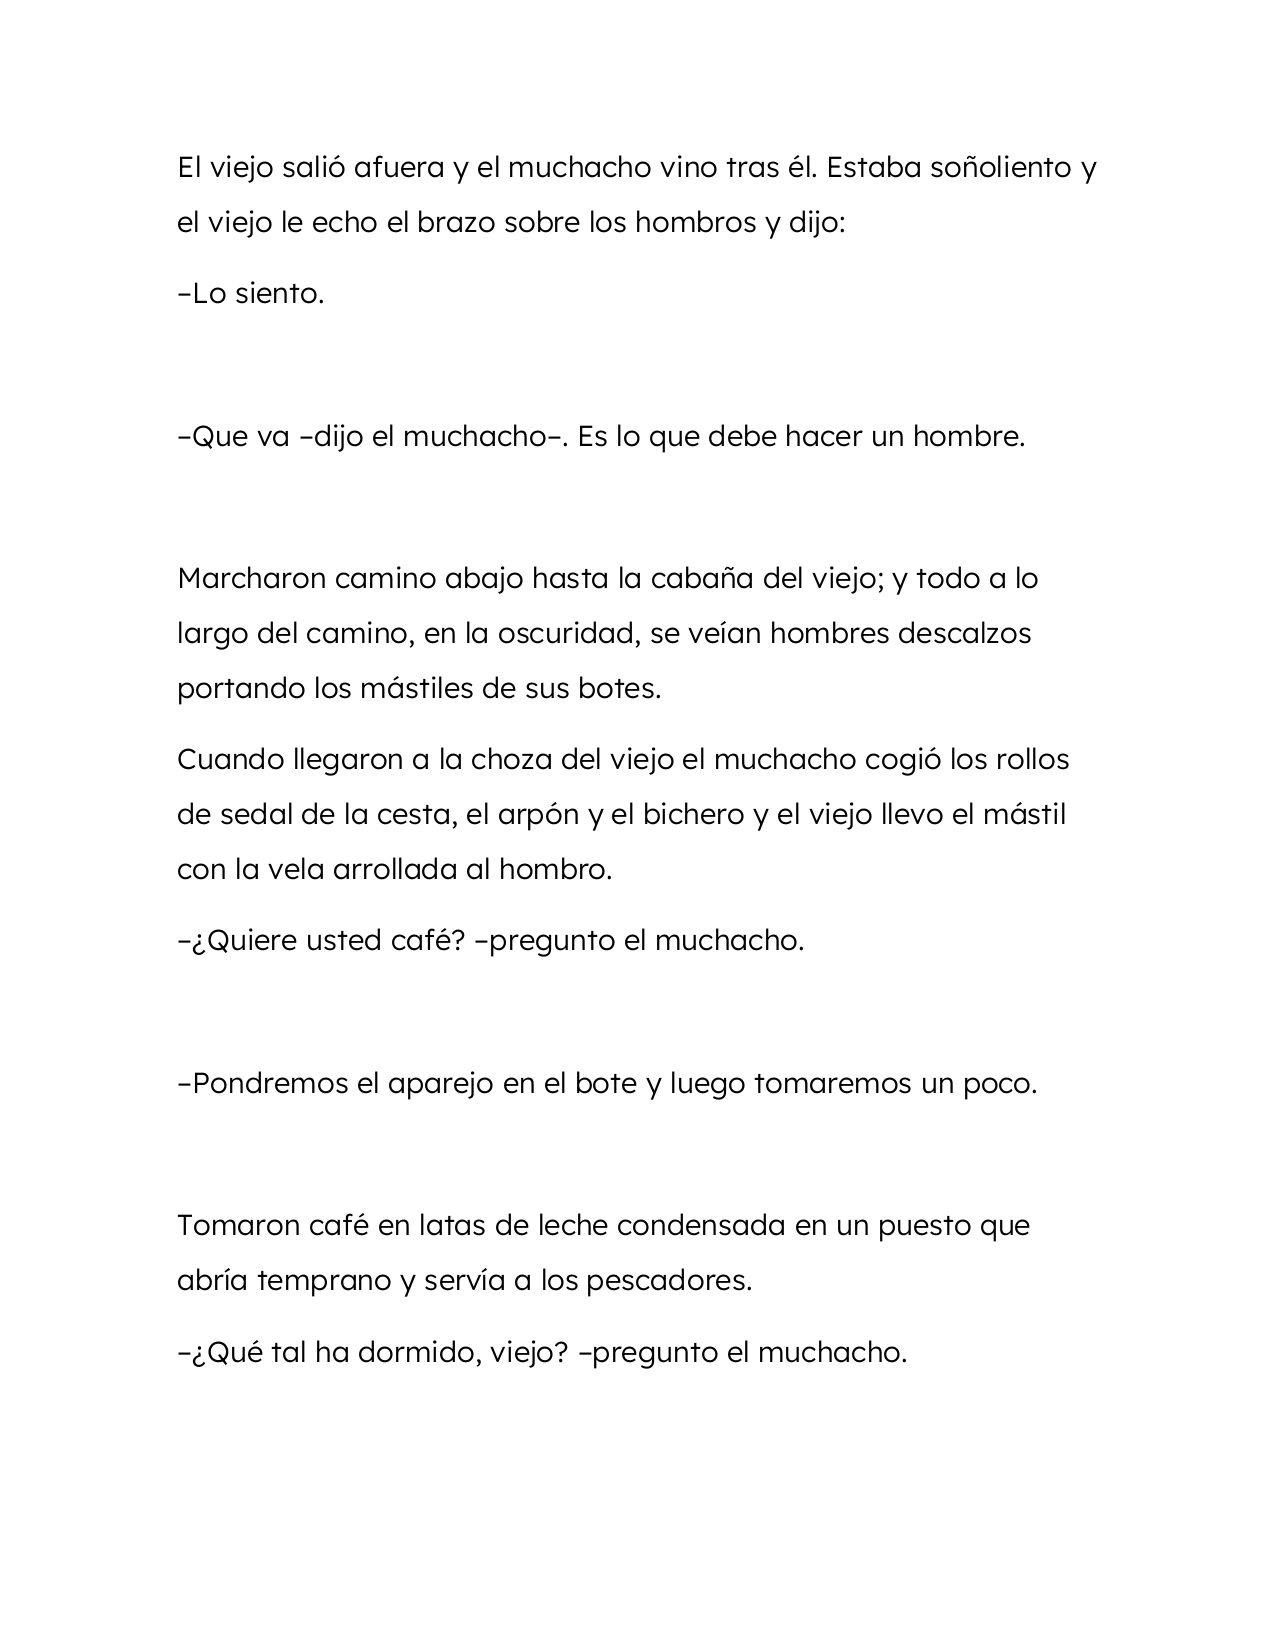 El viejo salió afuera y el muchacho vino tras él. Estaba soñoliento y
el viejo le echo el brazo sobre los hombros y dijo:
–Lo siento.
–Que va –dijo el muchacho–. Es lo que debe hacer un hombre.
Marcharon camino abajo hasta la cabaña del viejo; y todo a lo
largo del camino, en la oscuridad, se veían hombres descalzos
portando los mástiles de sus botes.
Cuando llegaron a la choza del viejo el muchacho cogió los rollos
de sedal de la cesta, el arpón y el bichero y el viejo llevo el mástil
con la vela arrollada al hombro.
–¿Quiere usted café? –pregunto el muchacho.
–Pondremos el aparejo en el bote y luego tomaremos un poco.
Tomaron café en latas de leche condensada en un puesto que
abría temprano y servía a los pescadores.
–¿Qué tal ha dormido, viejo? –pregunto el muchacho.